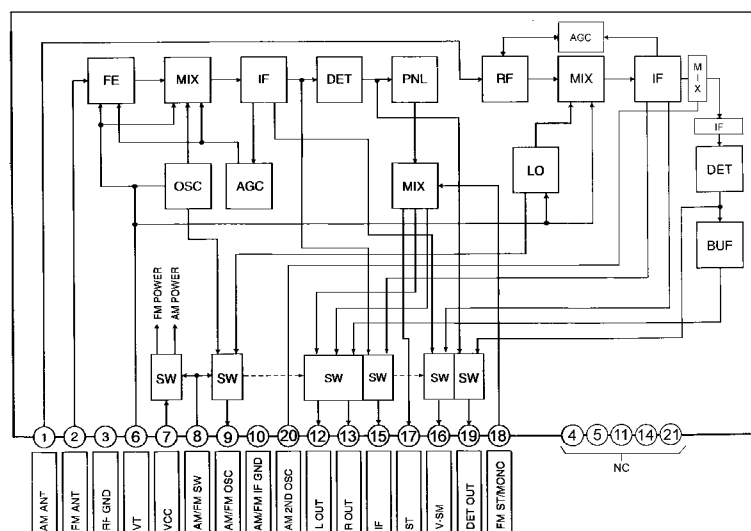 AGC
FE MIX IF DET PNL RF MIX IF MIX
IF
OSC AGC MIX LO DET
BUF
FM POWER
AM POWER
SW SW SW SW SW SW
1 2 3 6 7 8 9 10 20 12 13 15 17 16 19 18 4 5 11 14 21
NC
AM ANT
FM ANT
RF GND
VT
VCC
AM/FM SW
AM/FM OSC
AM/FM IF GND
AM 2ND OSC
L OUT
R OUT
IF
ST
V-SM
DET OUT
FM ST/MONO